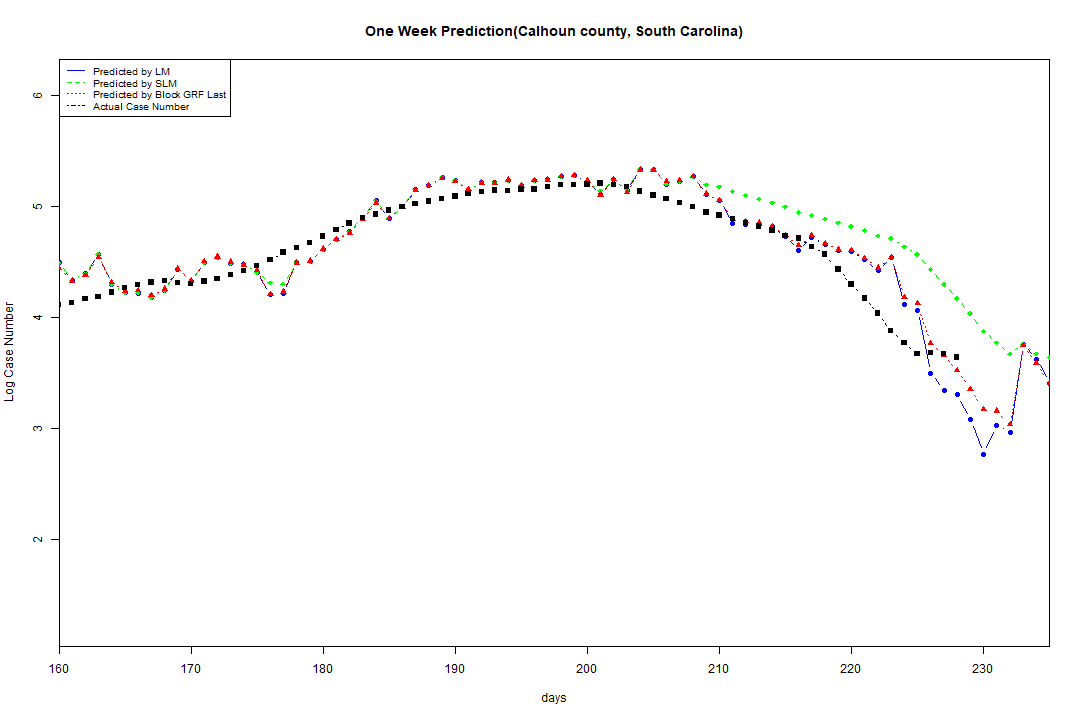 One Week Prediction(Calhoun county, South Carolina)
Predicted by LM
Predicted by SLM
Predicted by Block GRF Last
Actual Case Number
6
5
4
3
2
Log Case Number
160 170 180 190 200 210 220 230
days